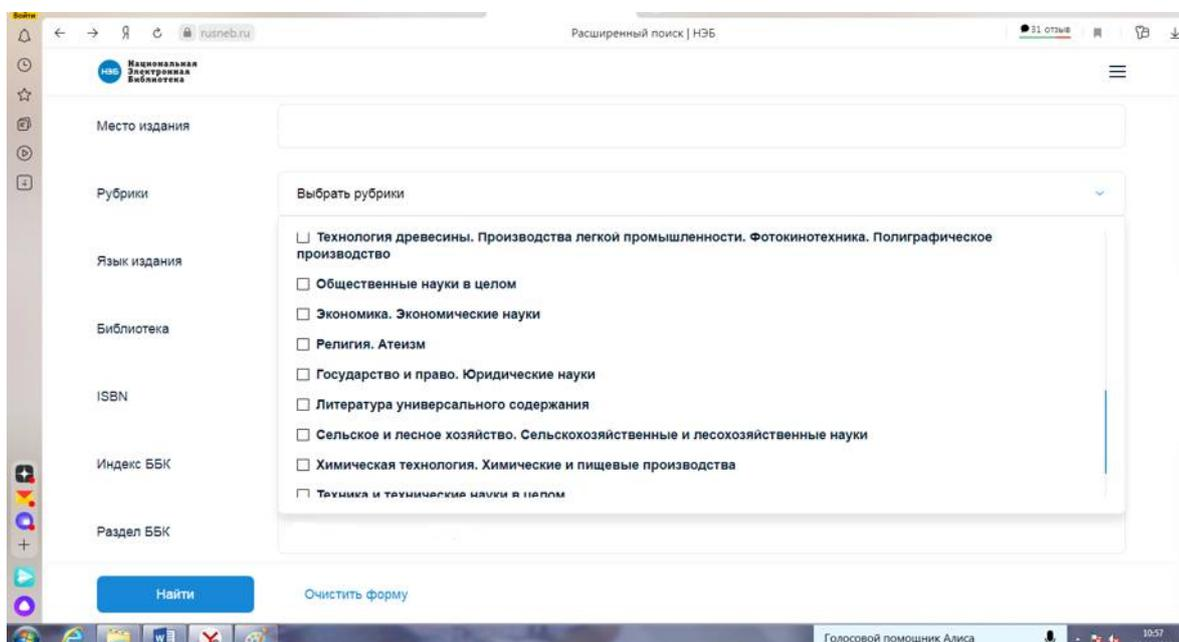 Войти
rusneb.ru
Расширенный поиск | НЭБ
31 отзыв
НЭБ
Национальная
Электронная
Библиотека
Место издания
Рубрики
Выбрать рубрики
Технология древесины. Производства легкой промышленности. Фотокинотехника. Полиграфическое
производство
Язык издания
Общественные науки в целом
Экономика. Экономические науки
Библиотека
Религия. Атеизм
Государство и право. Юридические науки
ISBN
Литература универсального содержания
Сельское и лесное хозяйство. Сельскохозяйственные и лесохозяйственные науки
Индекс ББК
Химическая технология. Химические и пищевые производства
Техника и технические науки в целом
Раздел ББК
Найти
Очистить форму
Голосовой помощник Алиса
10:57